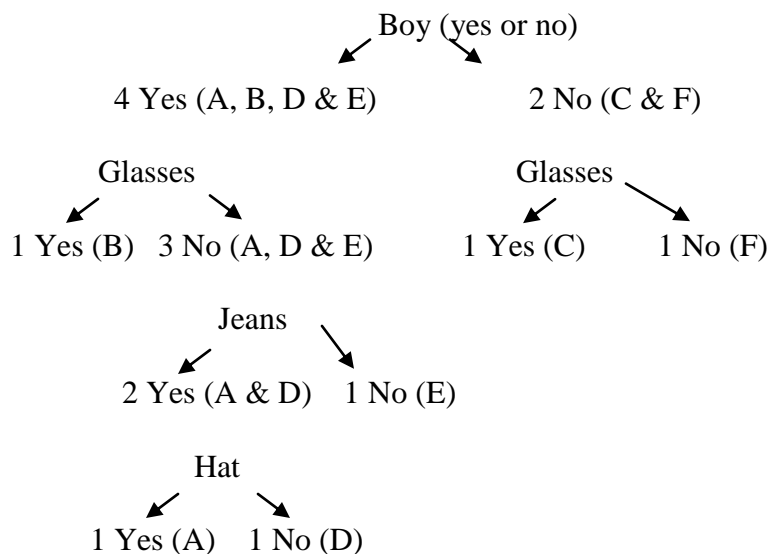 Boy (yes or no)
4 Yes (A, B, D & E) 2 No (C & F)
Glasses Glasses
1 Yes (B) 3 No (A, D & E) 1 Yes (C) 1 No (F)
Jeans
2 Yes (A & D) 1 No (E)
Hat
1 Yes (A) 1 No (D)